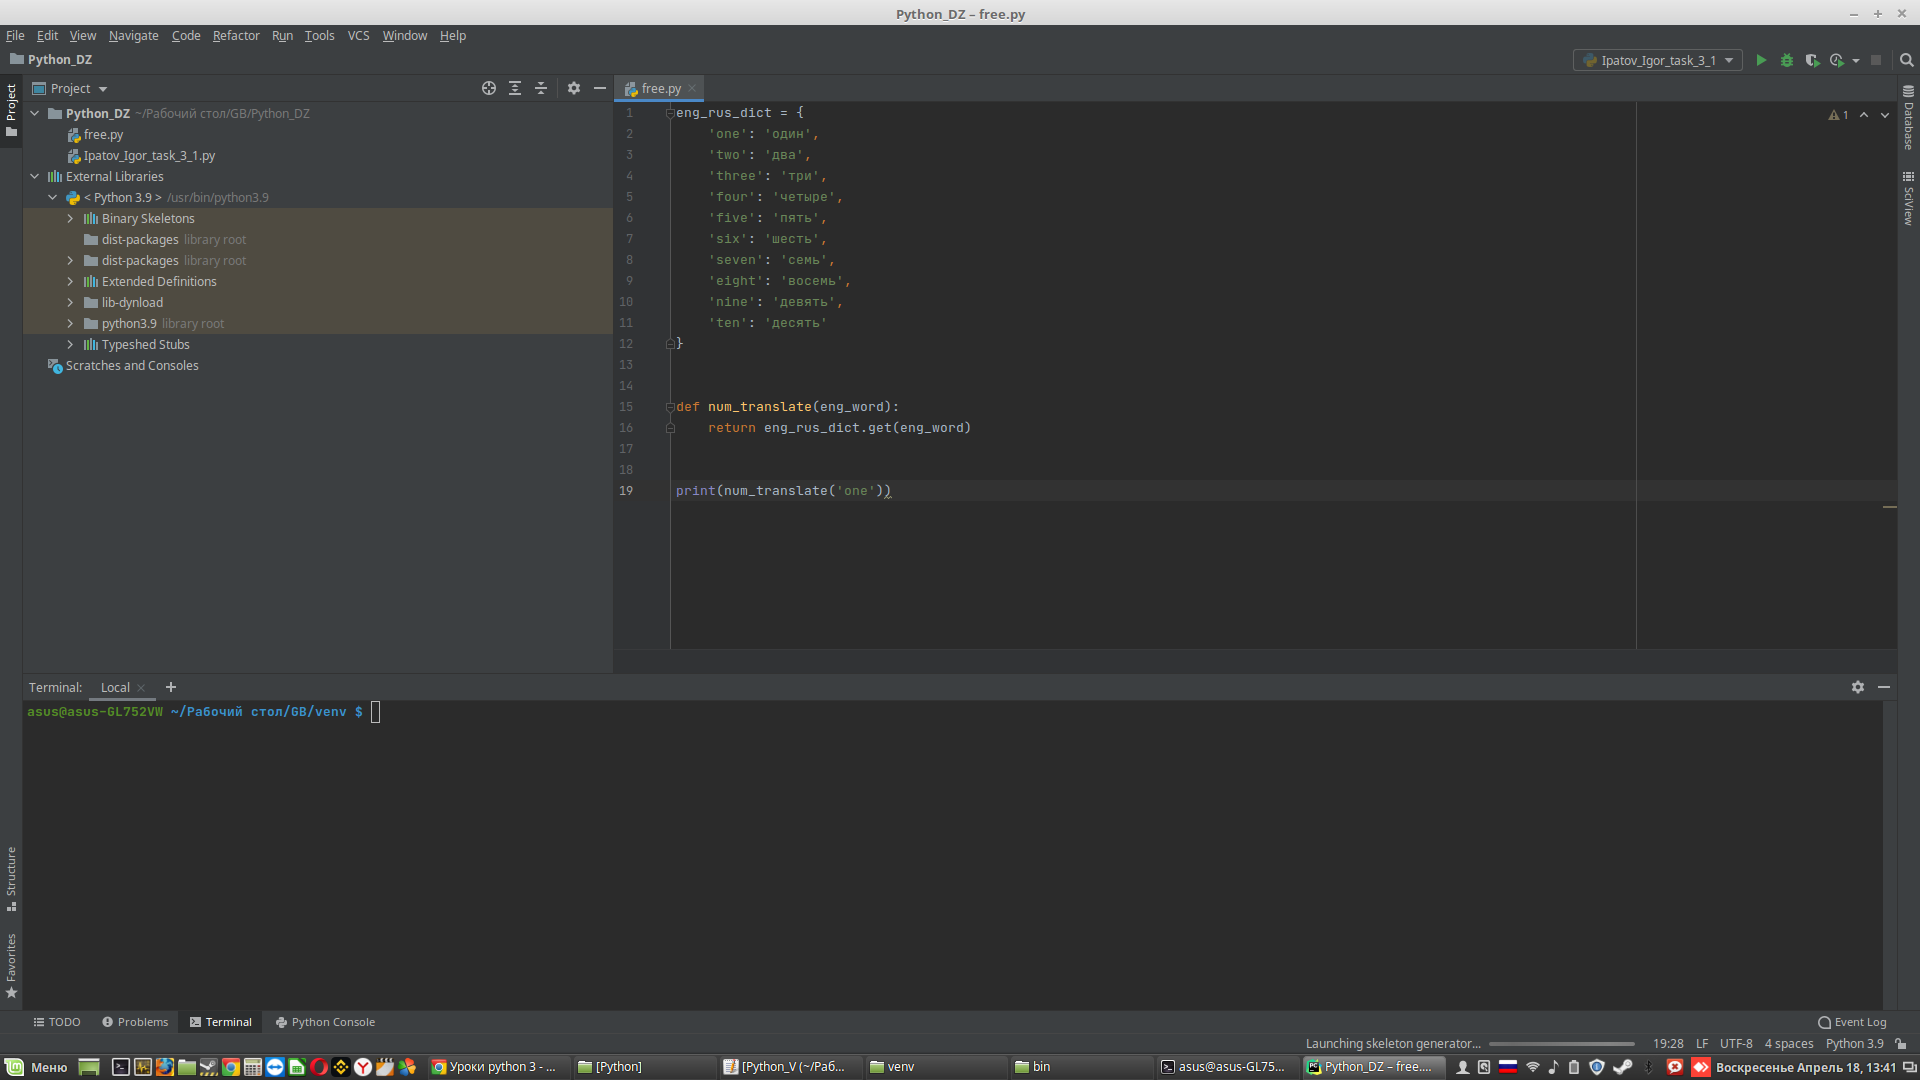 Python_DZ – free.py
File Edit View Navigate Code Refactor Run Tools VCS Window Help
Python_DZ
Ipatov_Igor_task_3_1
Project
Project
free.py
Python_DZ ~/Рабочий стол/GB/Python_DZ
free.py
Ipatov_Igor_task_3_1.py
External Libraries
< Python 3.9 > /usr/bin/python3.9
Binary Skeletons
dist-packages library root
dist-packages library root
Extended Definitions
lib-dynload
python3.9 library root
Typeshed Stubs
Scratches and Consoles
1 eng_rus_dict = {
2 'one': 'один',
3 'two': 'два',
4 'three': 'три',
5 'four': 'четыре',
6 'five': 'пять',
7 'six': 'шесть',
8 'seven': 'семь',
9 'eight': 'восемь',
10 'nine': 'девять',
11 'ten': 'десять'
12 }
13
14
15 def num_translate(eng_word):
16 return eng_rus_dict.get(eng_word)
17
18
19 print(num_translate('one'))
1
Database
SciView
Terminal: Local
asus@asus-GL752VW ~/Рабочий стол/GB/venv $
Structure
Favorites
TODO Problems Terminal Python Console Event Log
Launching skeleton generator... 19:28 LF UTF-8 4 spaces Python 3.9
Меню Уроки python 3 - ... [Python] [Python_V (~/Раб... venv bin asus@asus-GL75... Python_DZ – free.... Воскресенье Апрель 18, 13:41